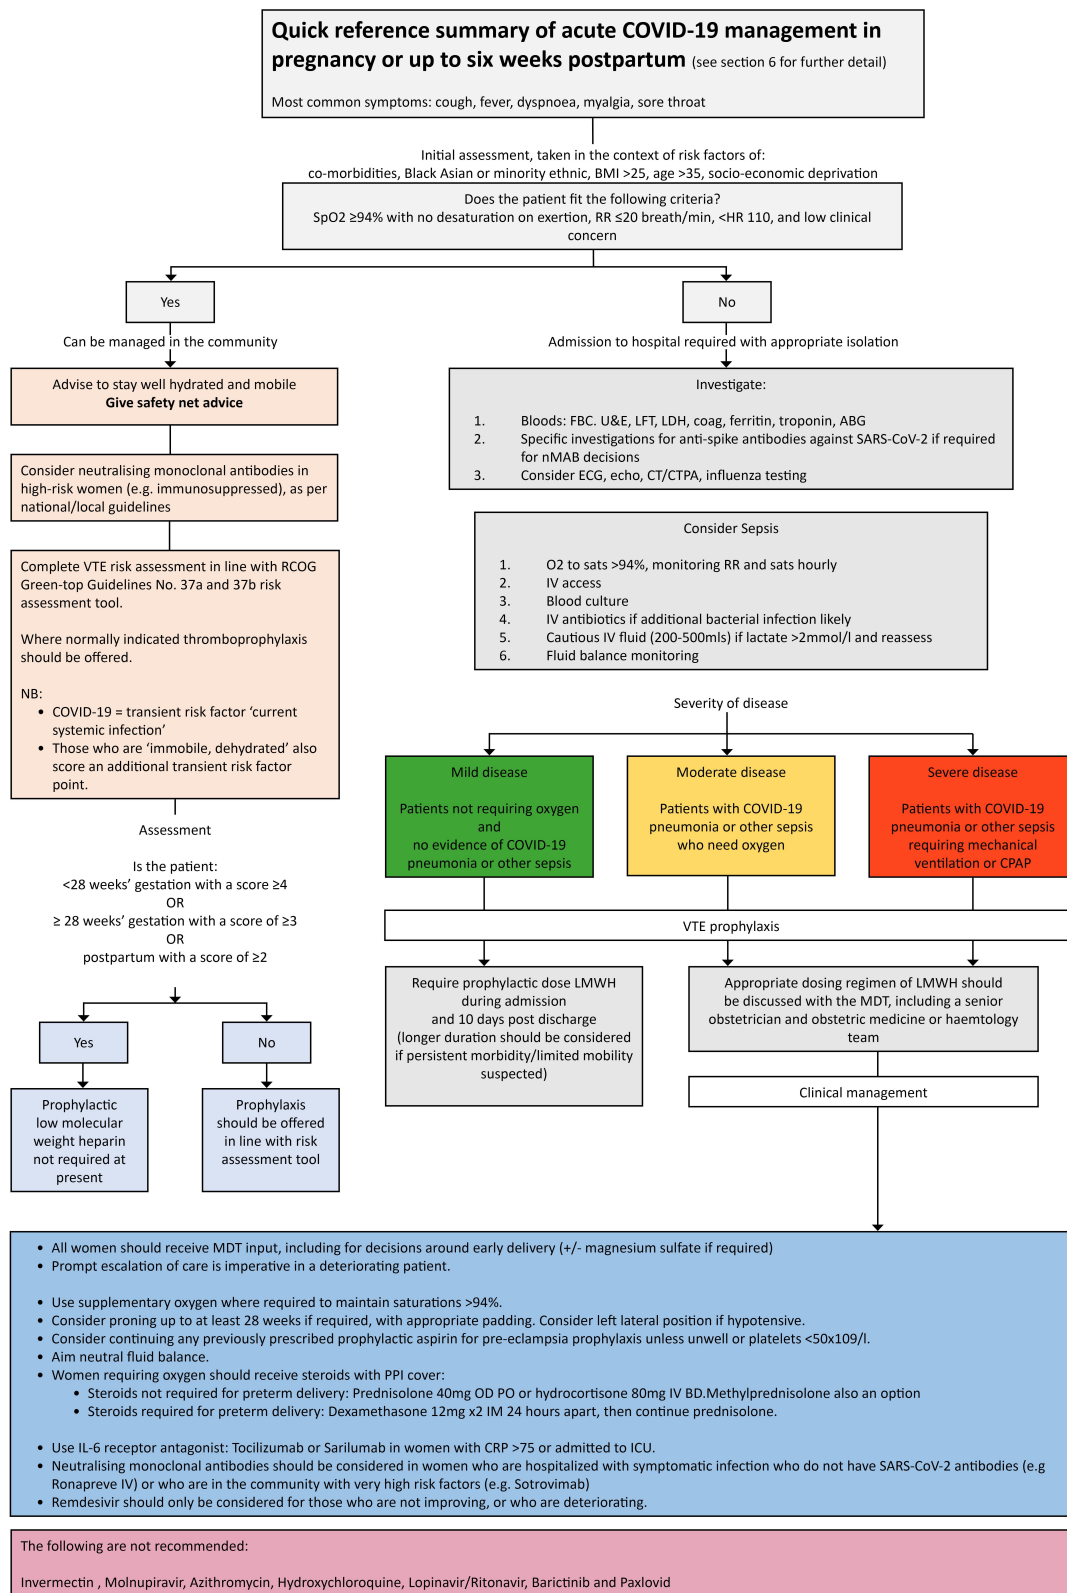 Quick reference summary of acute COVID-19 management in
pregnancy or up to six weeks postpartum (see section 6 for further detail)
Most common symptoms: cough, fever, dyspnoea, myalgia, sore throat
Initial assessment, taken in the context of risk factors of:
co-morbidities, Black Asian or minority ethnic, BMI >25, age >35, socio-economic deprivation
Does the patient fit the following criteria?
SpO2 ≥94% with no desaturation on exertion, RR ≤20 breath/min, <HR 110, and low clinical
concern
Yes
Can be managed in the community
Advise to stay well hydrated and mobile
Give safety net advice
Consider neutralising monoclonal antibodies in
high-risk women (e.g. immunosuppressed), as per
national/local guidelines
Complete VTE risk assessment in line with RCOG
Green-top Guidelines No. 37a and 37b risk
assessment tool.
Where normally indicated thromboprophylaxis
should be offered.
NB:
• COVID-19 = transient risk factor ‘current
systemic infection’
• Those who are ‘immobile, dehydrated’ also
score an additional transient risk factor
point.
Assessment
Is the patient:
<28 weeks’ gestation with a score ≥4
OR
≥ 28 weeks’ gestation with a score of ≥3
OR
postpartum with a score of ≥2
Yes
No
Prophylactic
low molecular
weight heparin
not required at
present
Prophylaxis
should be offered
in line with risk
assessment tool
No
Admission to hospital required with appropriate isolation
Investigate:
1. Bloods: FBC. U&E, LFT, LDH, coag, ferritin, troponin, ABG
2. Specific investigations for anti-spike antibodies against SARS-CoV-2 if required
for nMAB decisions
3. Consider ECG, echo, CT/CTPA, influenza testing
Consider Sepsis
1. O2 to sats >94%, monitoring RR and sats hourly
2. IV access
3. Blood culture
4. IV antibiotics if additional bacterial infection likely
5. Cautious IV fluid (200-500mls) if lactate >2mmol/l and reassess
6. Fluid balance monitoring
Severity of disease
Mild disease
Patients not requiring oxygen
and
no evidence of COVID-19
pneumonia or other sepsis
Moderate disease
Patients with COVID-19
pneumonia or other sepsis
who need oxygen
Severe disease
Patients with COVID-19
pneumonia or other sepsis
requiring mechanical
ventilation or CPAP
VTE prophylaxis
Require prophylactic dose LMWH
during admission
and 10 days post discharge
(longer duration should be considered
if persistent morbidity/limited mobility
suspected)
Appropriate dosing regimen of LMWH should
be discussed with the MDT, including a senior
obstetrician and obstetric medicine or haemtology
team
Clinical management
• All women should receive MDT input, including for decisions around early delivery (+/- magnesium sulfate if required)
• Prompt escalation of care is imperative in a deteriorating patient.
• Use supplementary oxygen where required to maintain saturations >94%.
• Consider proning up to at least 28 weeks if required, with appropriate padding. Consider left lateral position if hypotensive.
• Consider continuing any previously prescribed prophylactic aspirin for pre-eclampsia prophylaxis unless unwell or platelets <50x109/l.
• Aim neutral fluid balance.
• Women requiring oxygen should receive steroids with PPI cover:
• Steroids not required for preterm delivery: Prednisolone 40mg OD PO or hydrocortisone 80mg IV BD.Methylprednisolone also an option
• Steroids required for preterm delivery: Dexamethasone 12mg x2 IM 24 hours apart, then continue prednisolone.
• Use IL-6 receptor antagonist: Tocilizumab or Sarilumab in women with CRP >75 or admitted to ICU.
• Neutralising monoclonal antibodies should be considered in women who are hospitalized with symptomatic infection who do not have SARS-CoV-2 antibodies (e.g
Ronapreve IV) or who are in the community with very high risk factors (e.g. Sotrovimab)
• Remdesivir should only be considered for those who are not improving, or who are deteriorating.
The following are not recommended:
Invermectin , Molnupiravir, Azithromycin, Hydroxychloroquine, Lopinavir/Ritonavir, Barictinib and Paxlovid